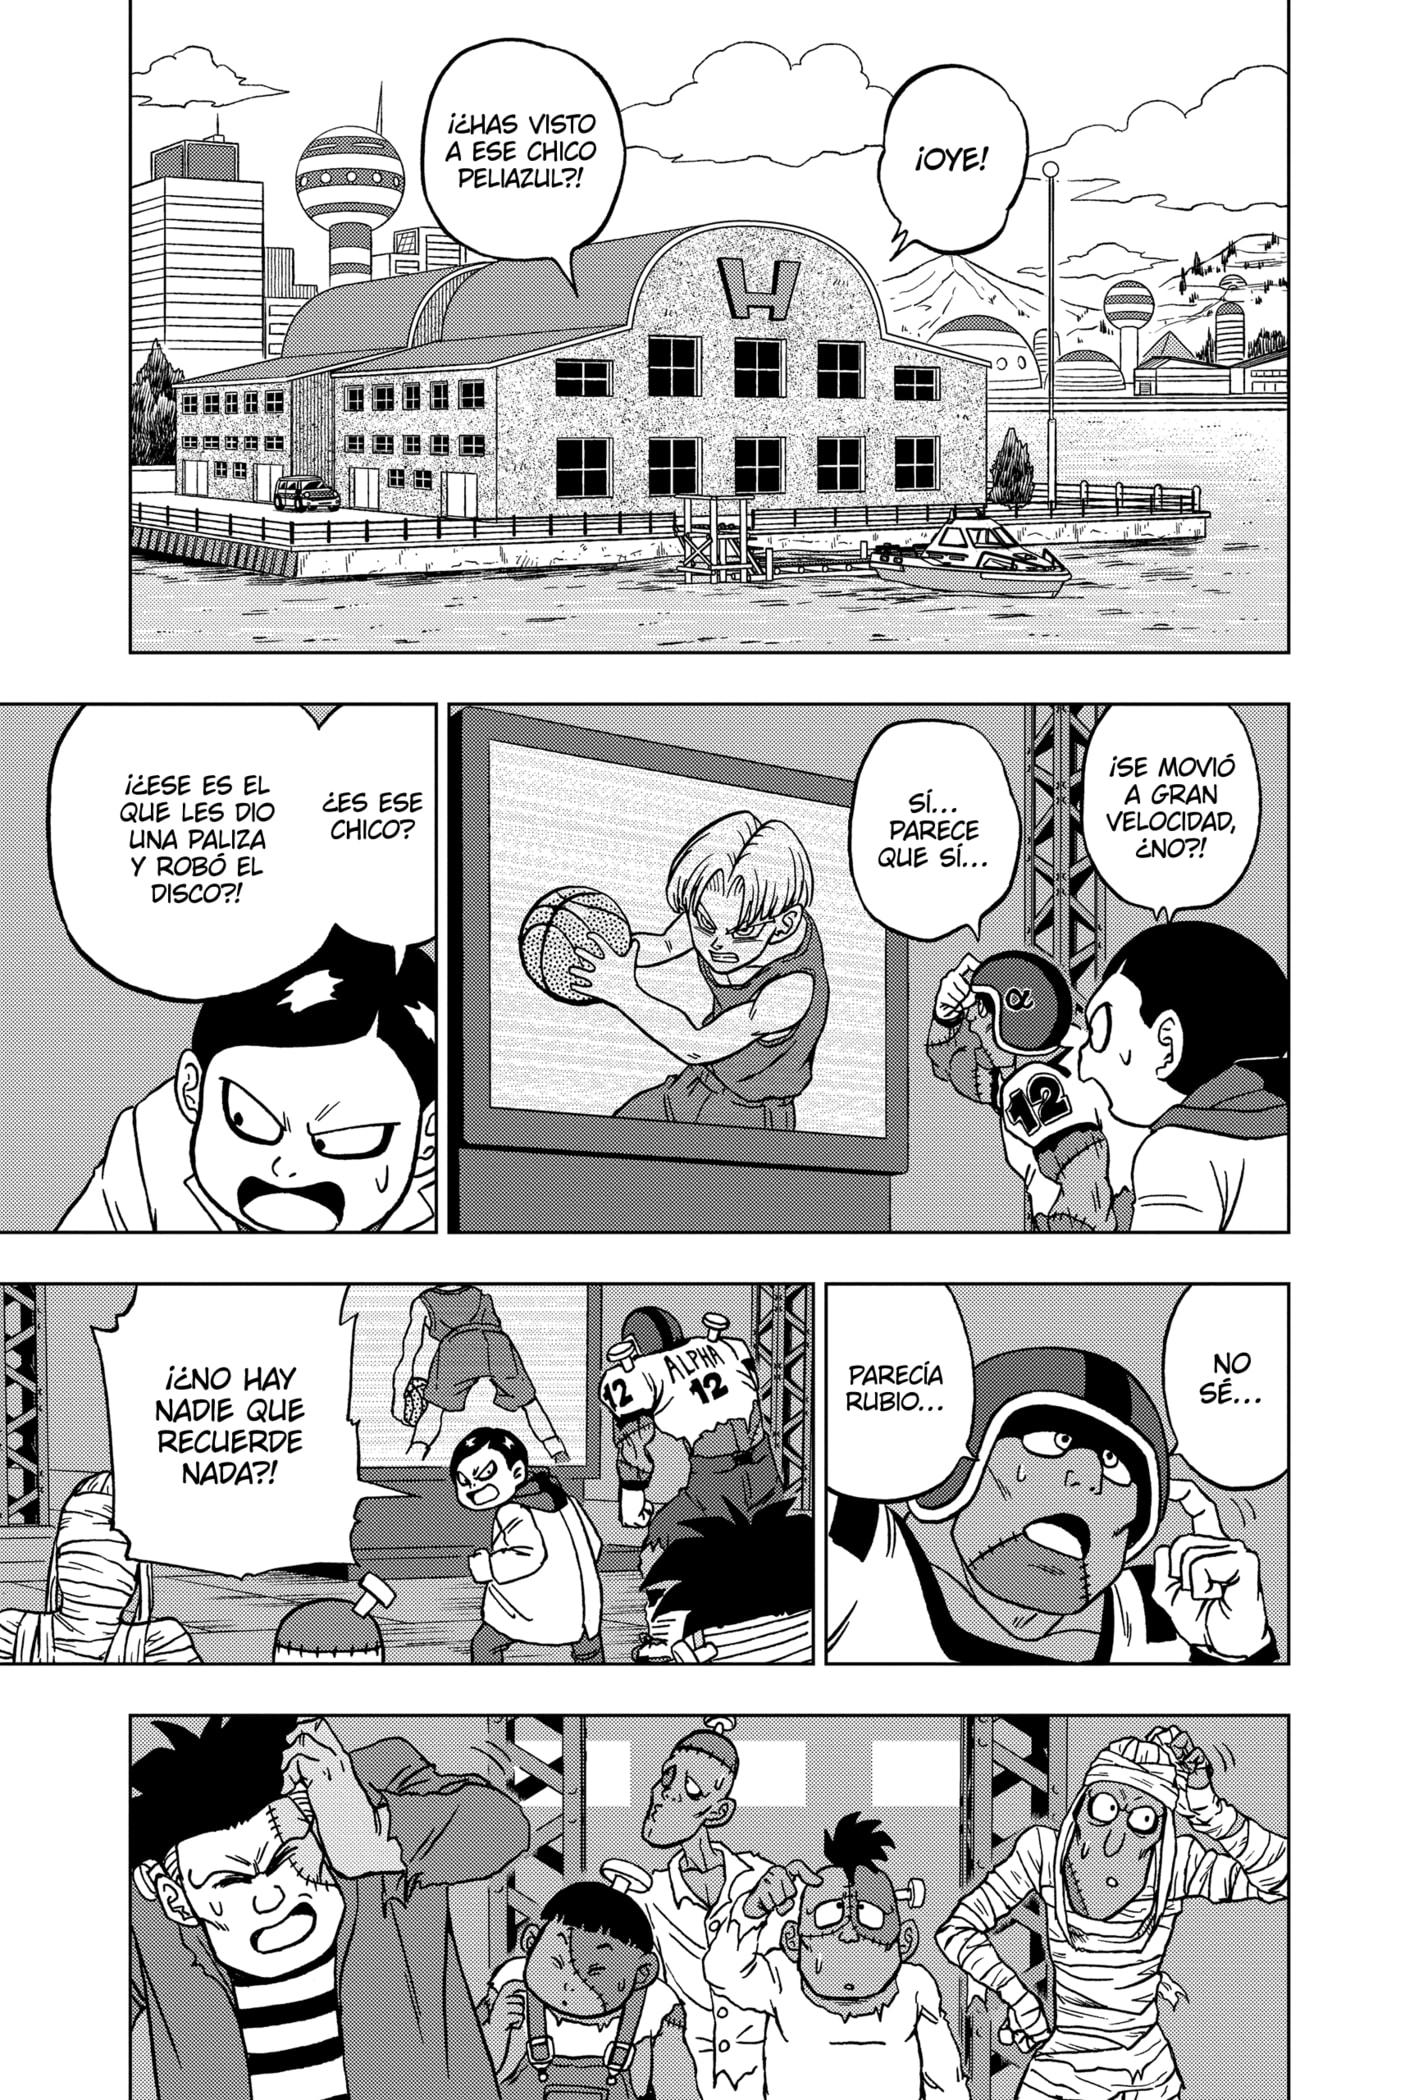 ¡OYE!
¡¿HAS VISTO
A ESE CHICO
PELIAZUL?!
H
¡SE MOVIÓ
A GRAN
VELOCIDAD,
¿NO?!
SÍ...
PARECE
QUE SÍ...
α
12
¿ES ESE
CHICO?
¡¿ESE ES EL
QUE LES DIO
UNA PALIZA
Y ROBÓ EL
DISCO?!
NO
SÉ...
PARECÍA
RUBIO...
ALPHA
12
12
¡¿NO HAY
NADIE QUE
RECUERDE
NADA?!